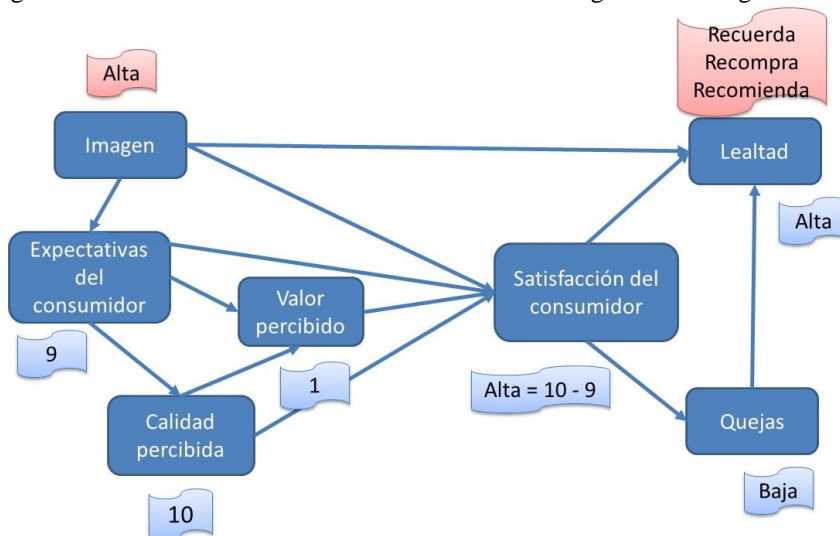 Recuerda
Recompra
Recomienda
Alta
Imagen
Lealtad
Alta
Expectativas
del
consumidor
Valor
percibido
Satisfacción del
consumidor
9
1
Alta = 10 - 9
Calidad
percibida
Quejas
10
Baja